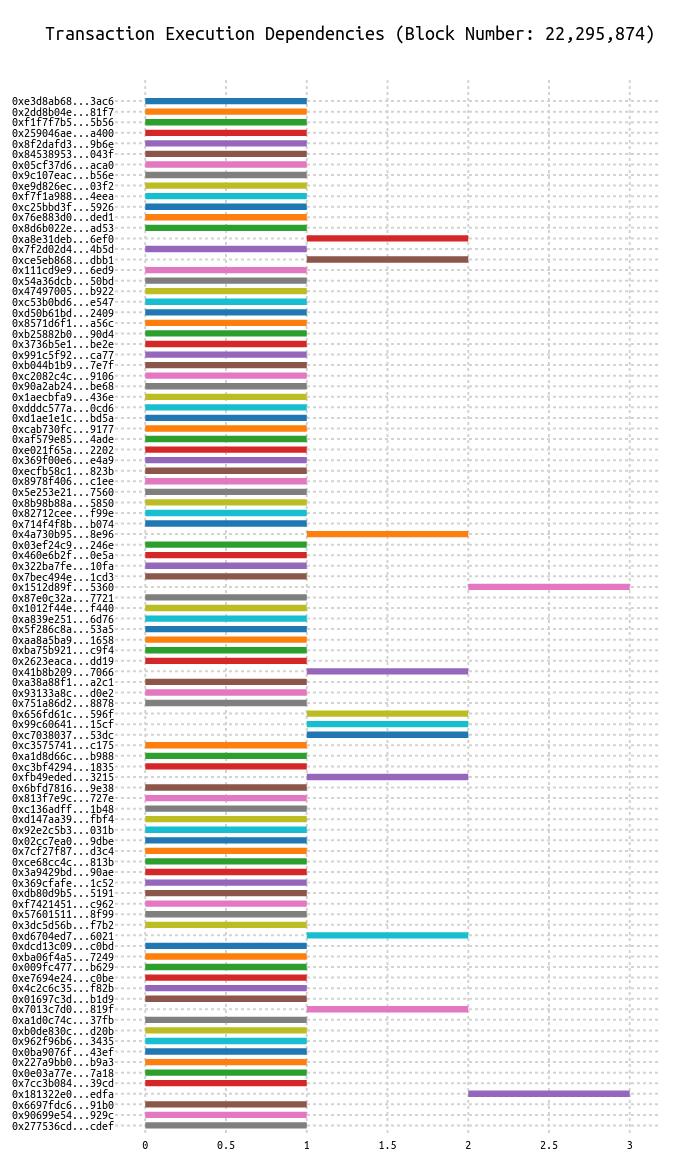 Transaction Execution Dependencies (Block Number: 22,295,874)
0xe3d8ab68...3ac6
0x2dd8b04e...81f7
0xf1f7f7b5...5b56
0x259046ae...a400
0x8f2dafd3...9b6e
0x84538953...043f
0x05cf37d6...aca0
0x9c107eac...b56e
0xe9d826ec...03f2
0xf7f1a988...4eea
0xc25bbd3f...5926
0x76e883d0...ded1
0x8d6b022e...ad53
0xa8e31deb...6ef0
0x7f2d02d4...4b5d
0xce5eb868...dbb1
0x111cd9e9...6ed9
0x54a36dcb...50bd
0x47497005...b922
0xc53b0bd6...e547
0xd50b61bd...2409
0x8571d6f1...a56c
0xb25882b0...90d4
0x3736b5e1...be2e
0x991c5f92...ca77
0xb044b1b9...7e7f
0xc2082c4c...9106
0x90a2ab24...be68
0x1aecbfa9...436e
0xdddc577a...0cd6
0xd1ae1e1c...bd5a
0xcab730fc...9177
0xaf579e85...4ade
0xe021f65a...2202
0x369f00e6...e4a9
0xecfb58c1...823b
0x8978f406...c1ee
0x5e253e21...7560
0x8b98b88a...5850
0x82712cee...f99e
0x714f4f8b...b074
0x4a730b95...8e96
0x03ef24c9...246e
0x460e6b2f...0e5a
0x322ba7fe...10fa
0x7bec494e...1cd3
0x1512d89f...5360
0x87e0c32a...7721
0x1012f44e...f440
0xa839e251...6d76
0x5f286c8a...53a5
0xaa8a5ba9...1658
0xba75b921...c9f4
0x2623eaca...dd19
0x41b8b209...7066
0xa38a88f1...a2c1
0x93133a8c...d0e2
0x751a86d2...8878
0x656fd61c...596f
0x99c60641...15cf
0xc7038037...53dc
0xc3575741...c175
0xa1d8d66c...b988
0xc3bf4294...1835
0xfb49eded...3215
0x6bfd7816...9e38
0x813f7e9c...727e
0xc136adff...1b48
0xd147aa39...fbf4
0x92e2c5b3...031b
0x02cc7ea0...9dbe
0x7cf27f87...d3c4
0xce68cc4c...813b
0x3a9429bd...90ae
0x369cfafe...1c52
0xdb80d9b5...5191
0xf7421451...c962
0x57601511...8f99
0x3dc5d56b...f7b2
0xd6704ed7...6021
0xdcd13c09...c0bd
0xba06f4a5...7249
0x009fc477...b629
0xe7694e24...c0be
0x4c2c6c35...f82b
0x01697c3d...b1d9
0x7013c7d0...819f
0xa1d0c74c...37fb
0xb0de830c...d20b
0x962f96b6...3435
0x0ba9076f...43ef
0x227a9bb0...b9a3
0x0e03a77e...7a18
0x7cc3b084...39cd
0x181322e0...edfa
0x6697fdc6...91b0
0x90699e54...929c
0x277536cd...cdef
0 0.5 1 1.5 2 2.5 3